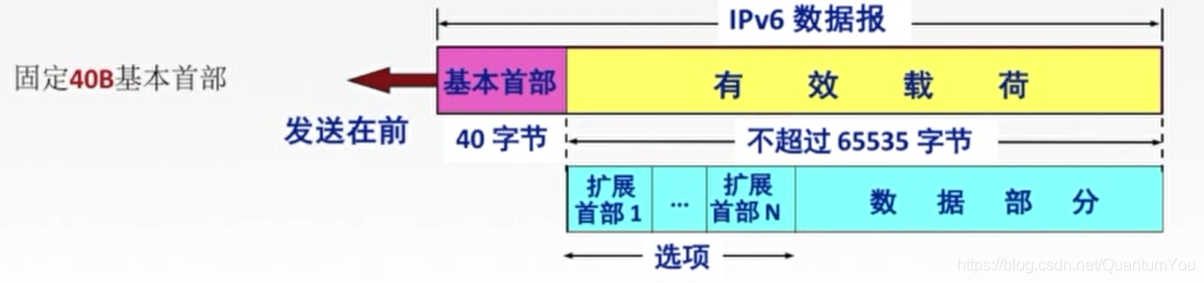 IPv6 数据报
固定40B基本首部
基本首部
有 效 载 荷
发送在前
40 字节
不超过 65535 字节
扩展
首部 1
...
扩展
首部 N
数 据 部 分
选项
https://blog.csdn.net/QuantumYou